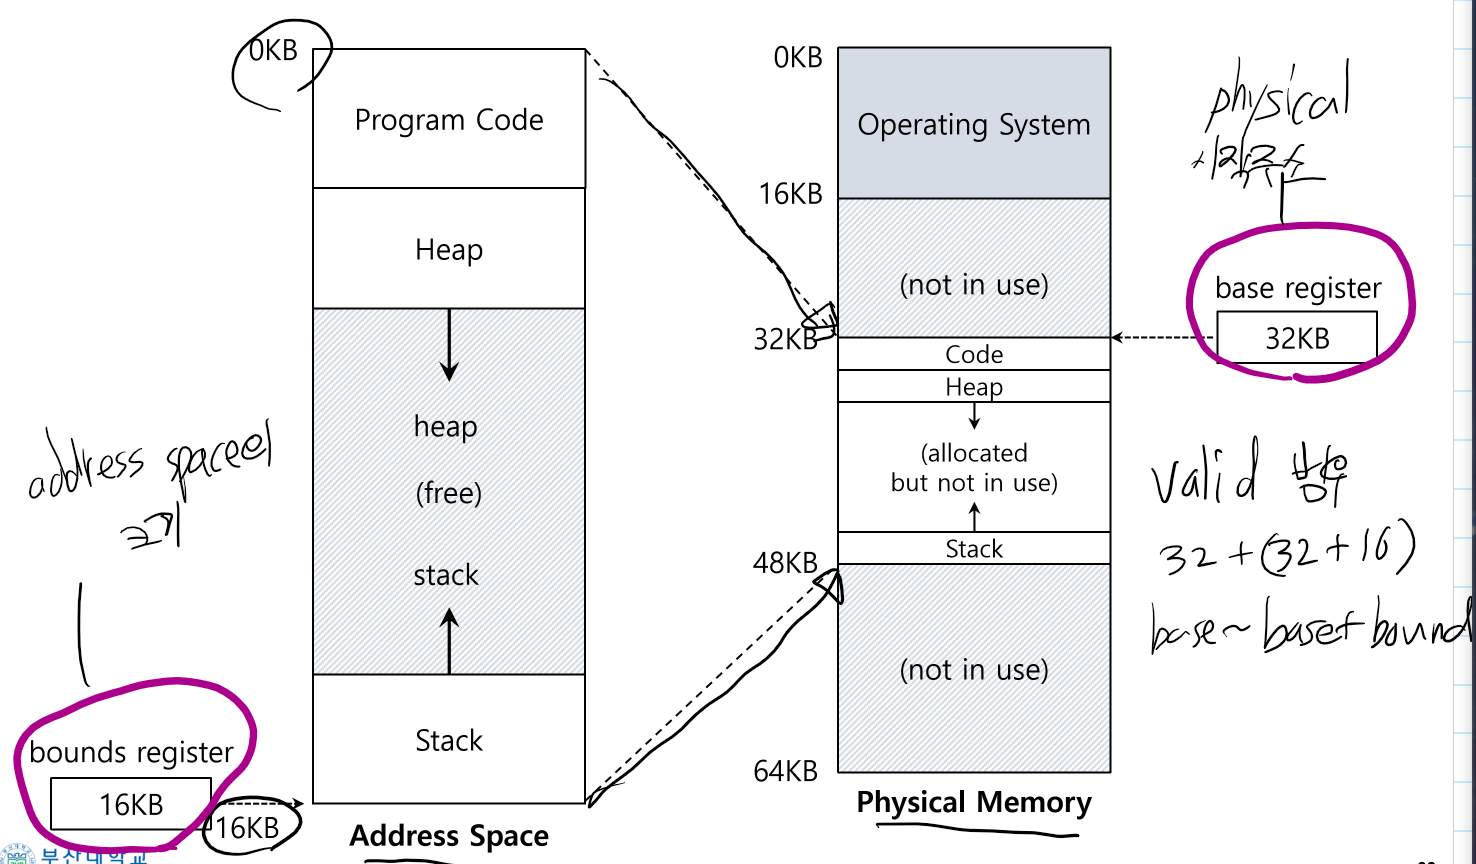 0KB
Program Code
Heap
heap
(free)
stack
Stack
address space의
크기
bounds register
16KB
16KB
Address Space
부산대학교
0KB
Operating System
16KB
(not in use)
32KB
Code
Heap
(allocated
but not in use)
Stack
48KB
(not in use)
64KB
Physical Memory
physical
시작주소
base register
32KB
valid 범위
32+(32+16)
base~base+bound